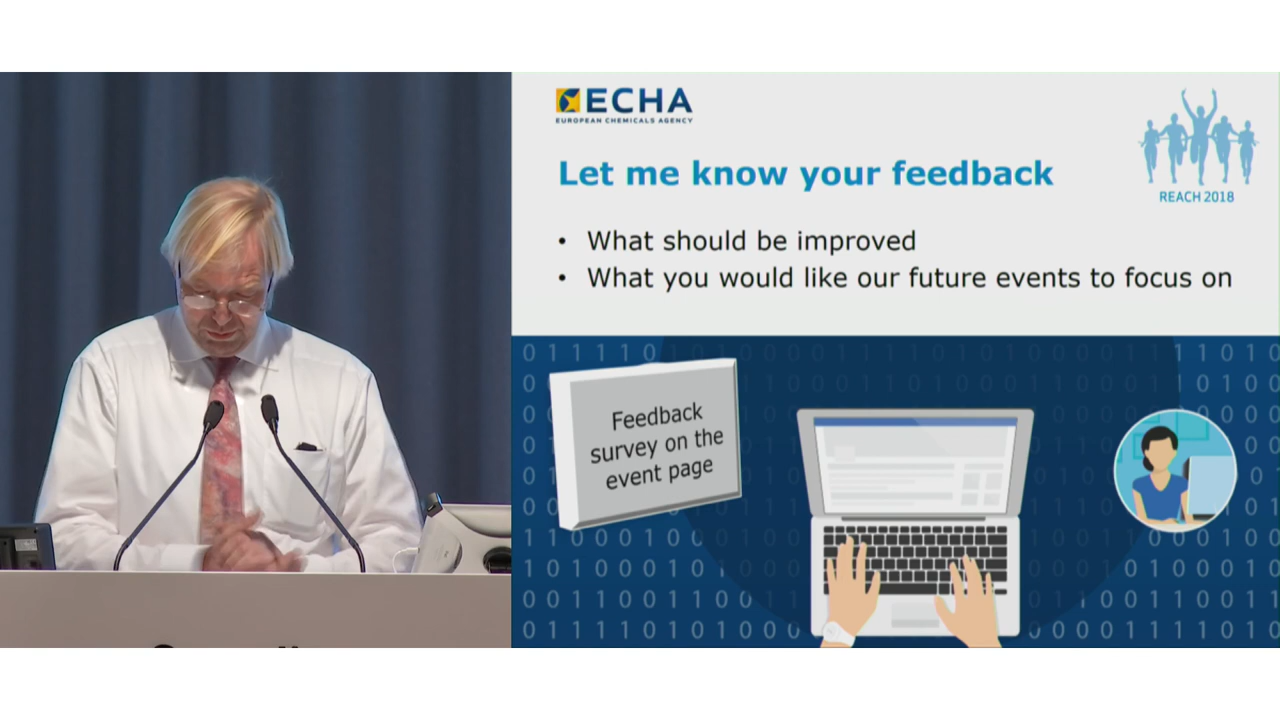 ECHA
EUROPEAN CHEMICALS AGENCY
Let me know your feedback
REACH 2018
• What should be improved
• What you would like our future events to focus on
Feedback
survey on the
event page